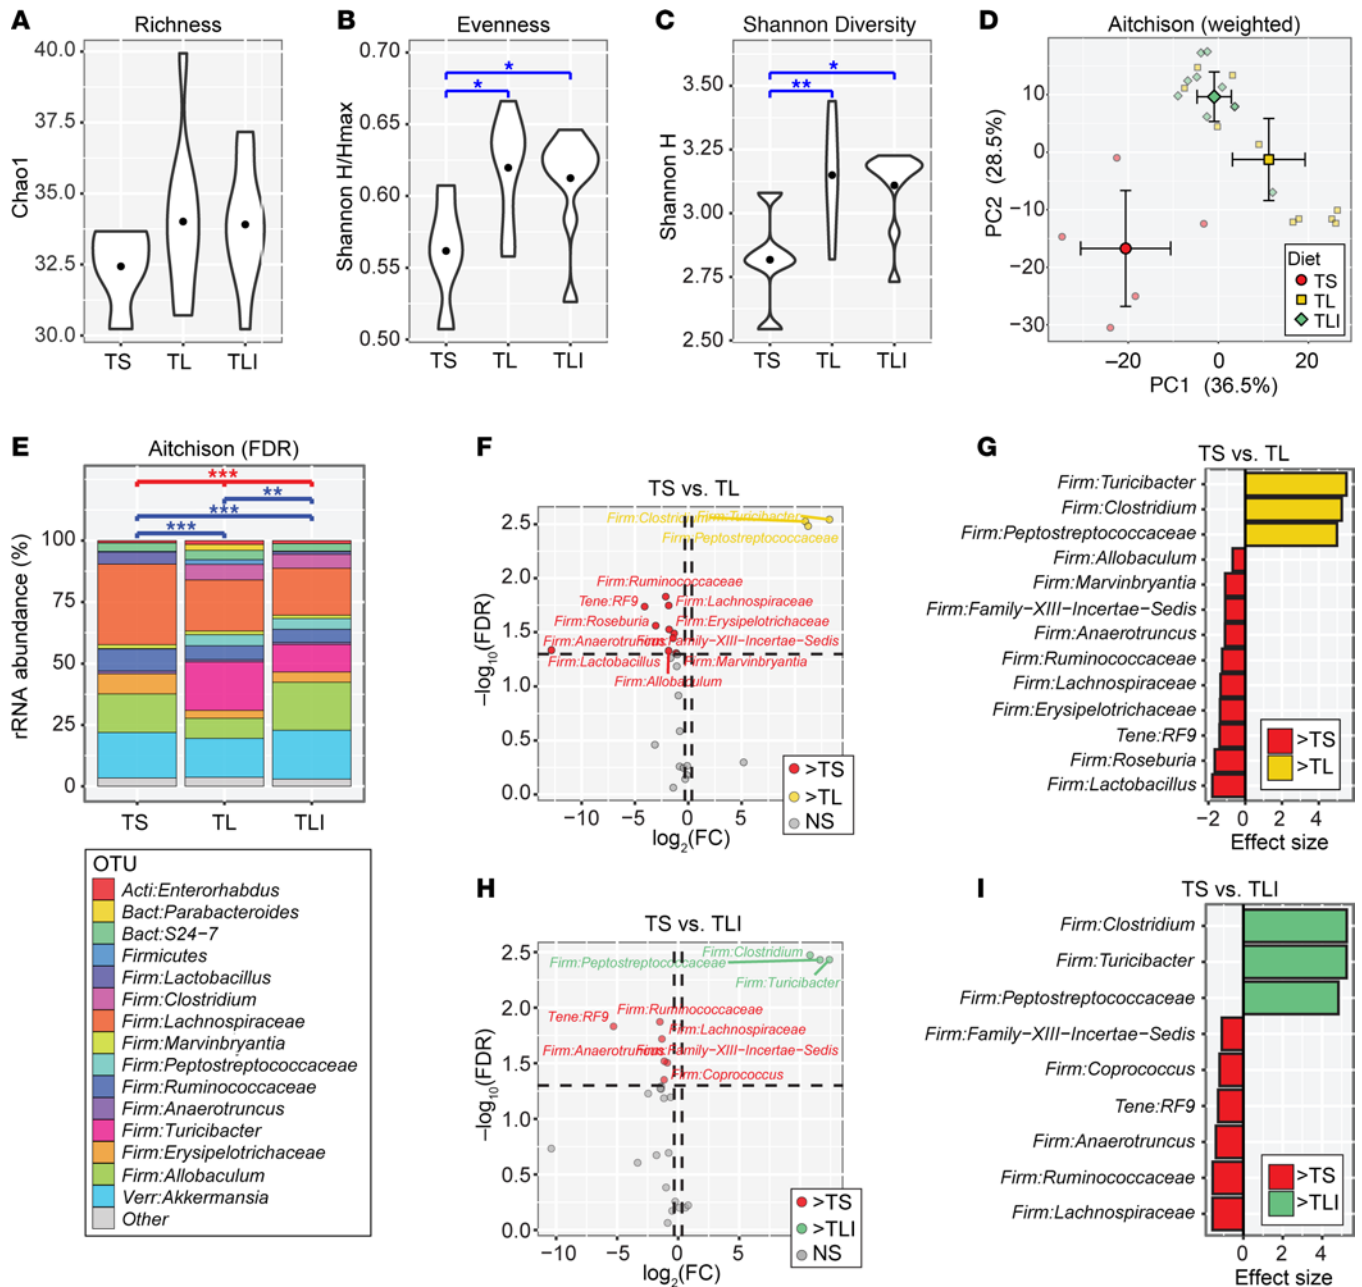 A
Richness
Chao1
40.0
37.5
35.0
32.5
30.0
TS
TL
TLI
B
Evenness
Shannon H/Hmax
0.70
0.65
0.60
0.55
0.50
*
*
TS
TL
TLI
C
Shannon Diversity
Shannon H
3.50
3.25
3.00
2.75
2.50
*
**
TS
TL
TLI
D
Aitchison (weighted)
PC2 (28.5%)
10
0
−10
−20
−30
−20
0
20
PC1 (36.5%)
Diet
TS
TL
TLI
E
Aitchison (FDR)
rRNA abundance (%)
100
75
50
25
0
***
**
***
***
TS
TL
TLI
OTU
Acti:Enterorhabdus
Bact:Parabacteroides
Bact:S24−7
Firmicutes
Firm:Lactobacillus
Firm:Clostridium
Firm:Lachnospiraceae
Firm:Marvinbryantia
Firm:Peptostreptococcaceae
Firm:Ruminococcaceae
Firm:Anaerotruncus
Firm:Turicibacter
Firm:Erysipelotrichaceae
Firm:Allobaculum
Verr:Akkermansia
Other
F
TS vs. TL
−log10(FDR)
2.5
2.0
1.5
1.0
0.5
0.0
Firm:Clostridium
Firm:Turicibacter
Firm:Peptostreptococcaceae
Firm:Ruminococcaceae
Tene:RF9
Firm:Lachnospiraceae
Firm:Roseburia
Firm:Erysipelotrichaceae
Firm:Anaerotruncus
Firm:Family−XIII−Incertae−Sedis
Firm:Lactobacillus
Firm:Marvinbryantia
Firm:Allobaculum
−10
−5
0
5
log2(FC)
>TS
>TL
NS
G
TS vs. TL
Firm:Turicibacter
Firm:Clostridium
Firm:Peptostreptococcaceae
Firm:Allobaculum
Firm:Marvinbryantia
Firm:Family−XIII−Incertae−Sedis
Firm:Anaerotruncus
Firm:Ruminococcaceae
Firm:Lachnospiraceae
Firm:Erysipelotrichaceae
Tene:RF9
Firm:Roseburia
Firm:Lactobacillus
>TS
>TL
−2
0
2
4
Effect size
H
TS vs. TLI
−log10(FDR)
2.5
2.0
1.5
1.0
0.5
0.0
Firm:Clostridium
Firm:Peptostreptococcaceae
Firm:Turicibacter
Tene:RF9
Firm:Ruminococcaceae
Firm:Lachnospiraceae
Firm:Anaerotruncus
Firm:Family−XIII−Incertae−Sedis
Firm:Coprococcus
−10
−5
0
5
log2(FC)
>TS
>TLI
NS
I
TS vs. TLI
Firm:Clostridium
Firm:Turicibacter
Firm:Peptostreptococcaceae
Firm:Family−XIII−Incertae−Sedis
Firm:Coprococcus
Tene:RF9
Firm:Anaerotruncus
Firm:Ruminococcaceae
Firm:Lachnospiraceae
>TS
>TLI
0
2
4
Effect size